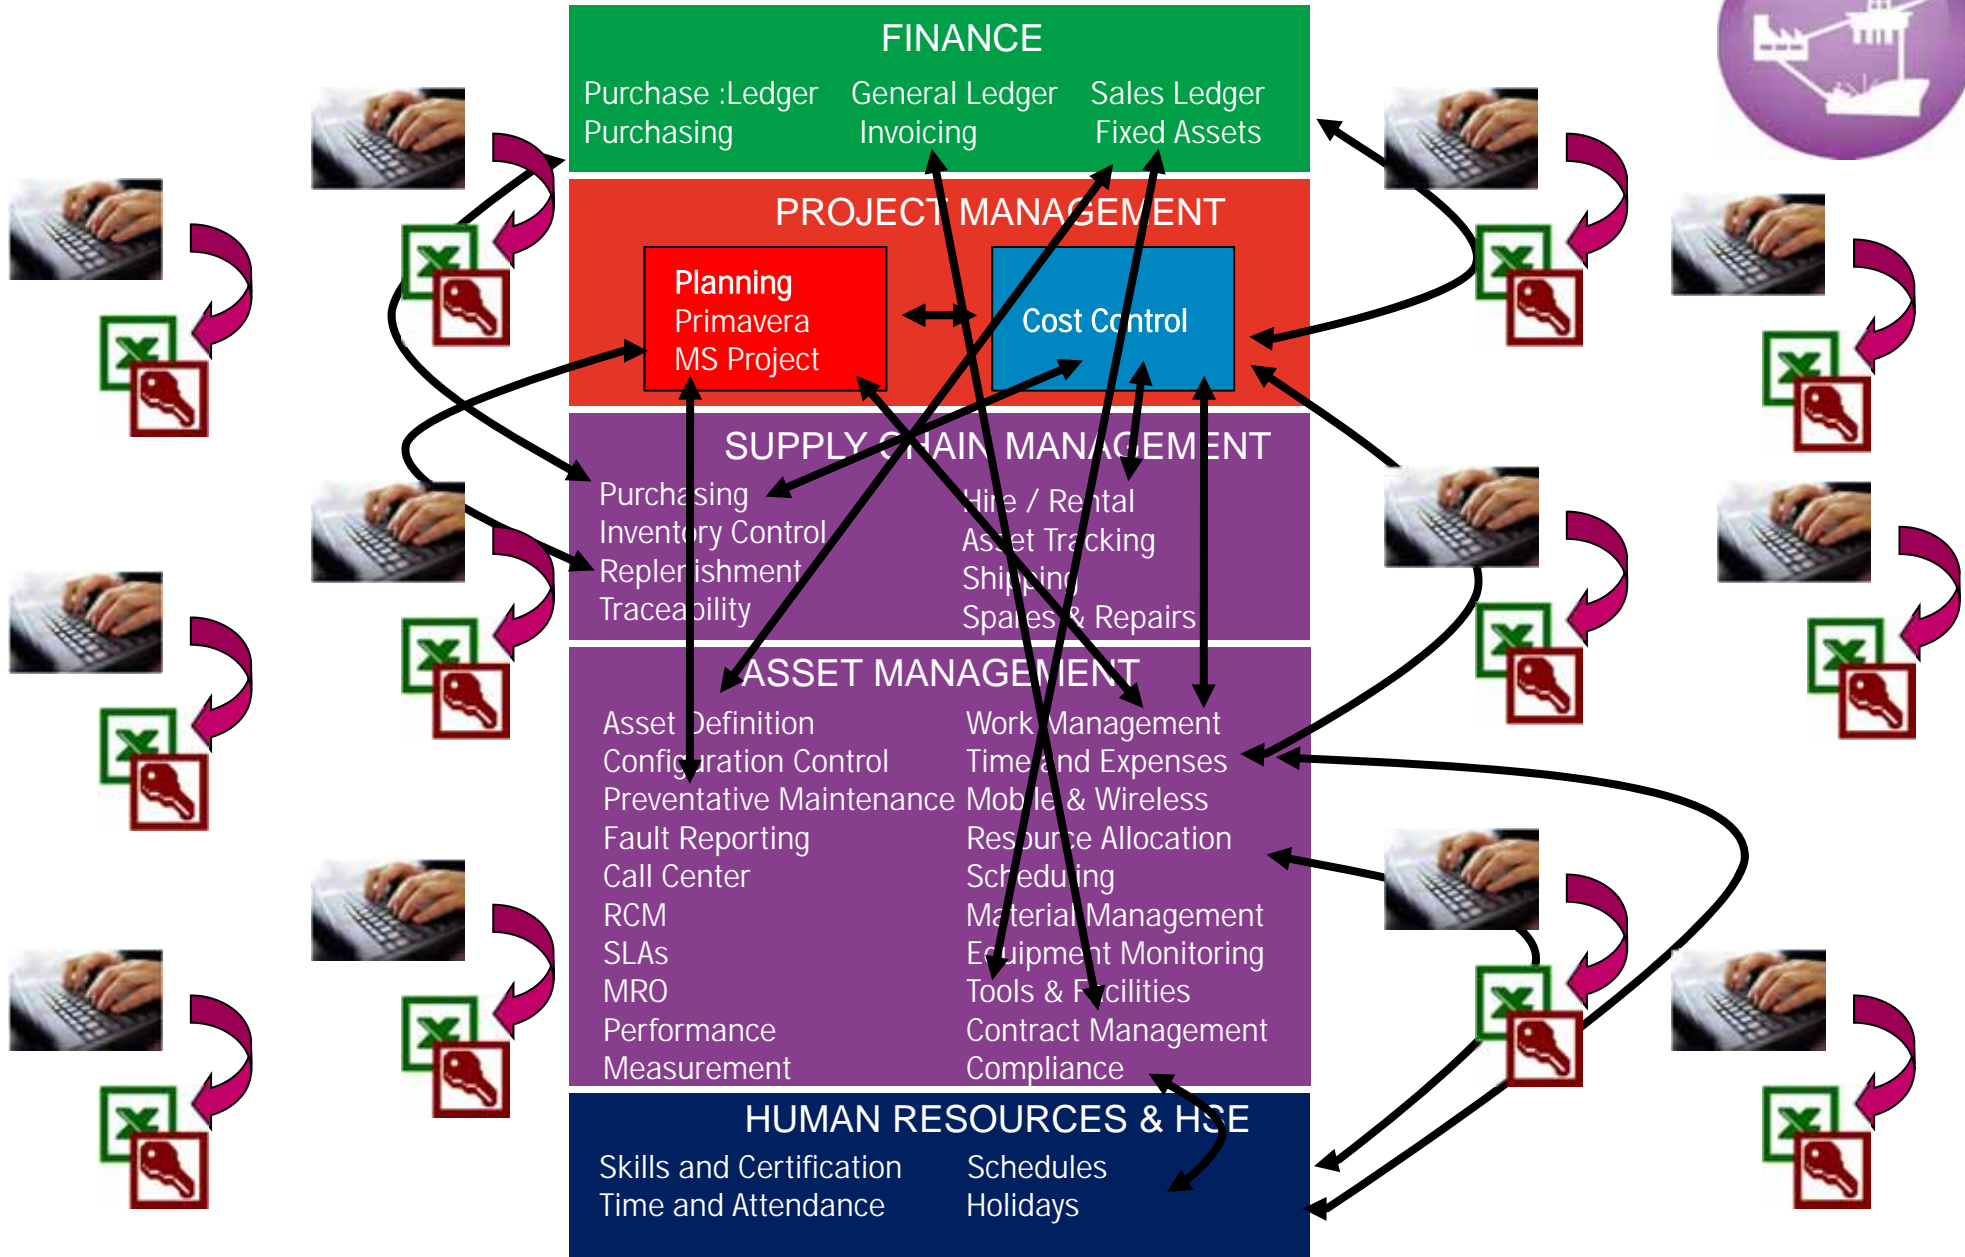 FINANCE
Purchase :Ledger General Ledger Sales Ledger
Purchasing Invoicing Fixed Assets
PROJECT MANAGEMENT
Planning
Primavera
MS Project
Cost Control
SUPPLY CHAIN MANAGEMENT
Purchasing
Inventory Control
Replenishment
Traceability
Hire / Rental
Asset Tracking
Shipping
Spares & Repairs
ASSET MANAGEMENT
Asset Definition
Configuration Control
Preventative Maintenance
Fault Reporting
Call Center
RCM
SLAs
MRO
Performance
Measurement
Work Management
Time and Expenses
Mobile & Wireless
Resource Allocation
Scheduling
Material Management
Equipment Monitoring
Tools & Facilities
Contract Management
Compliance
HUMAN RESOURCES & HSE
Skills and Certification
Time and Attendance
Schedules
Holidays